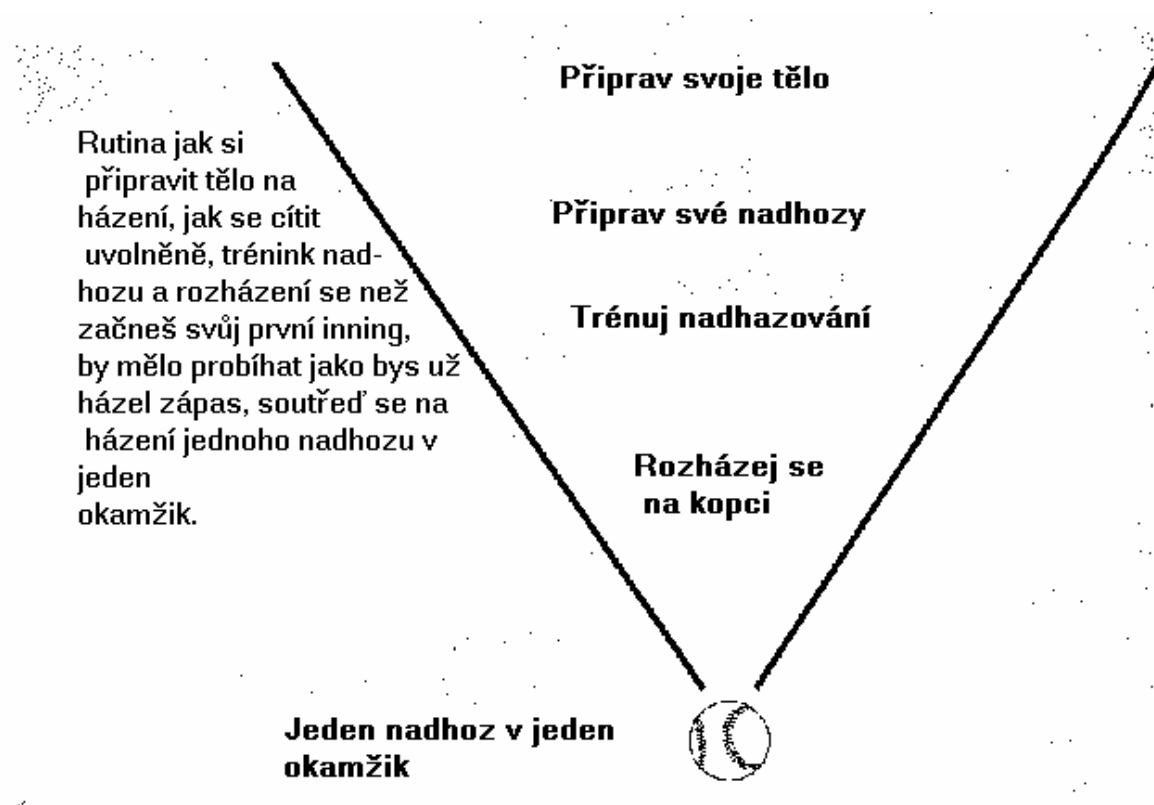 Připrav svoje tělo
Rutina jak si
připravit tělo na
házení, jak se cítit
uvolněně, trénink nad-
hozu a rozházení se než
začneš svůj první inning,
by mělo probíhat jako bys už
házel zápas, soutřeď se na
házení jednoho nadhozu v
jeden
okamžik.
Připrav své nadhozy
Trénuj nadhazování
Rozházej se
na kopci
Jeden nadhoz v jeden
okamžik